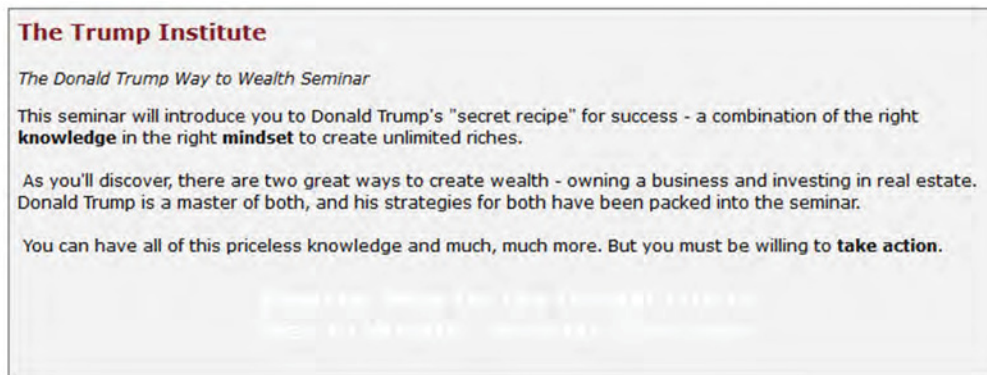 The Trump Institute
The Donald Trump Way to Wealth Seminar
This seminar will introduce you to Donald Trump's "secret recipe" for success - a combination of the right
knowledge in the right mindset to create unlimited riches.
As you'll discover, there are two great ways to create wealth - owning a business and investing in real estate.
Donald Trump is a master of both, and his strategies for both have been packed into the seminar.
You can have all of this priceless knowledge and much, much more. But you must be willing to take action.